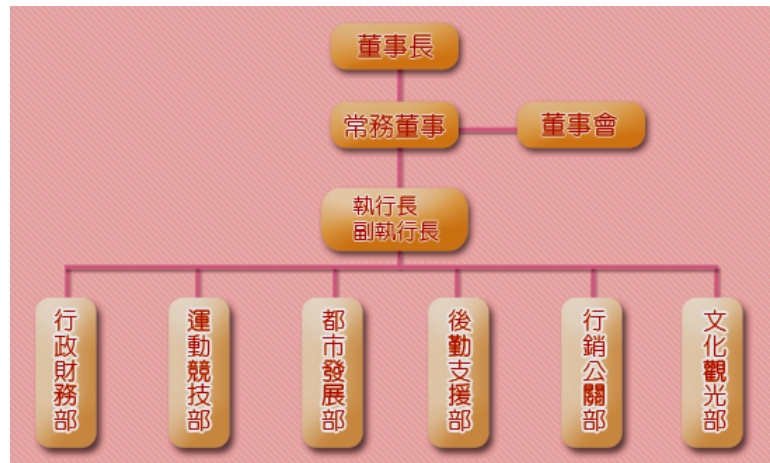 董事長
常務董事
董事會
執行長
副執行長
行政財務部
運動競技部
都市發展部
後勤支援部
行銷公關部
文化觀光部